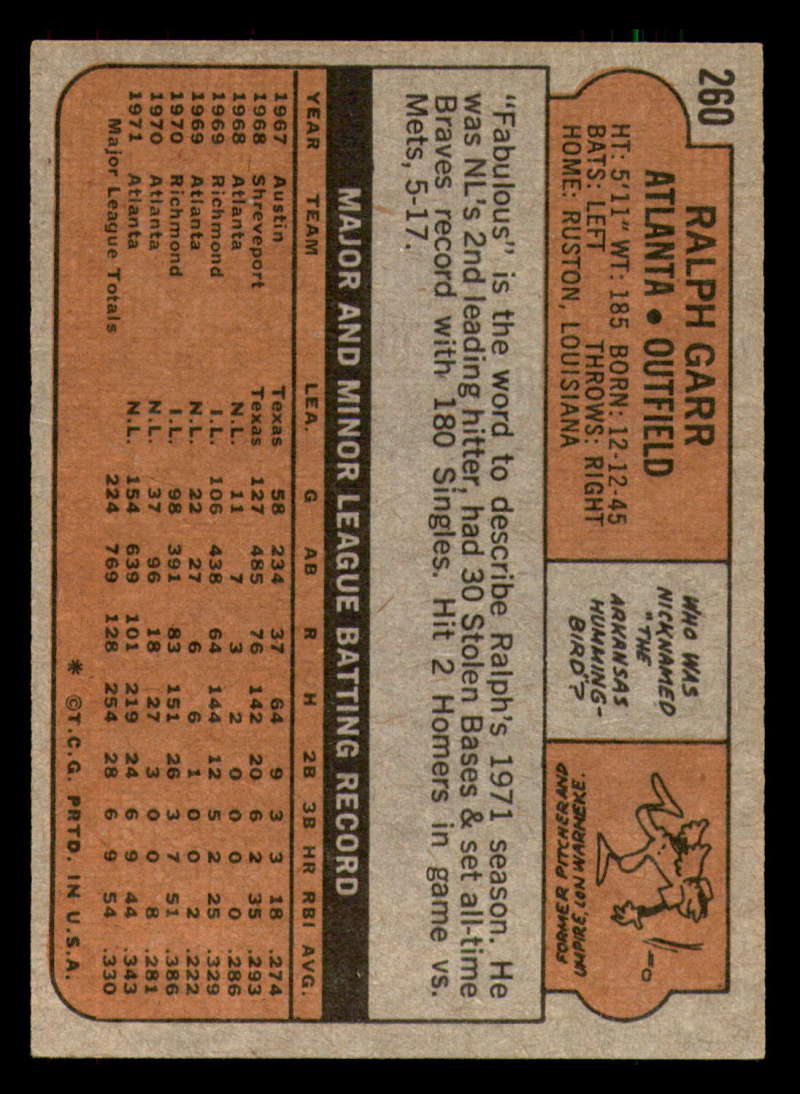 260
RALPH GARR
ATLANTA • OUTFIELD
HT: 5'11" WT: 185 BORN: 12-12-45
BATS: LEFT THROWS: RIGHT
HOME: RUSTON, LOUISIANA
WHO WAS
NICKNAMED
"THE
ARKANSAS
HUMMING-
BIRD"?
FORMER PITCHER AND
UMPIRE, LON WARNEKE.
"Fabulous" is the word to describe Ralph's 1971 season. He
was NL's 2nd leading hitter, had 30 Stolen Bases & set all-time
Braves record with 180 Singles. Hit 2 Homers in game vs.
Mets, 5-17.
MAJOR AND MINOR LEAGUE BATTING RECORD
YEAR TEAM LEA. G AB R H 2B 3B HR RBI AVG.
1967 Austin Texas 58 234 37 64 9 3 3 18 .274
1968 Shreveport Texas 127 485 76 142 20 6 2 35 .293
1968 Atlanta N.L. 11 7 3 2 0 0 0 0 .286
1969 Richmond I.L. 106 438 64 144 12 5 2 25 .329
1969 Atlanta N.L. 22 27 6 6 1 0 0 2 .222
1970 Richmond I.L. 98 391 83 151 26 3 7 51 .386
1970 Atlanta N.L. 37 96 18 27 3 0 0 8 .281
1971 Atlanta N.L. 154 639 101 219 24 6 9 44 .343
Major League Totals 224 769 128 254 28 6 9 54 .330
* ©T.C.G. PRTD. IN U.S.A.